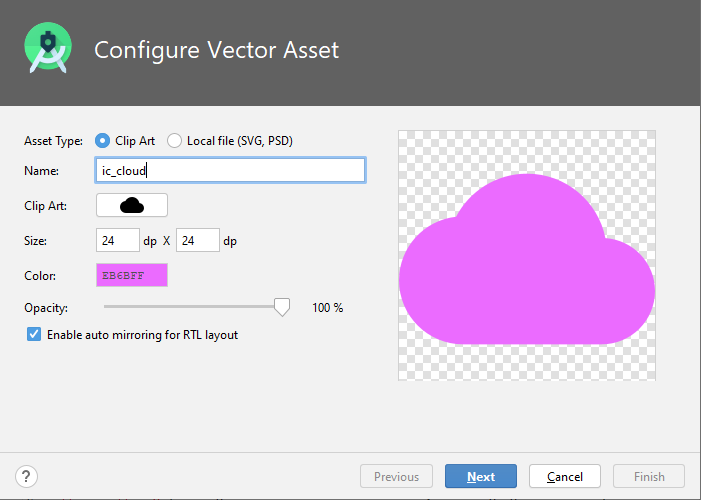 Configure Vector Asset
Asset Type: Clip Art Local file (SVG, PSD)
Name: ic_cloud
Clip Art:
Size: 24 dp X 24 dp
Color: EB6BFF
Opacity: 100 %
Enable auto mirroring for RTL layout
? Previous Next Cancel Finish